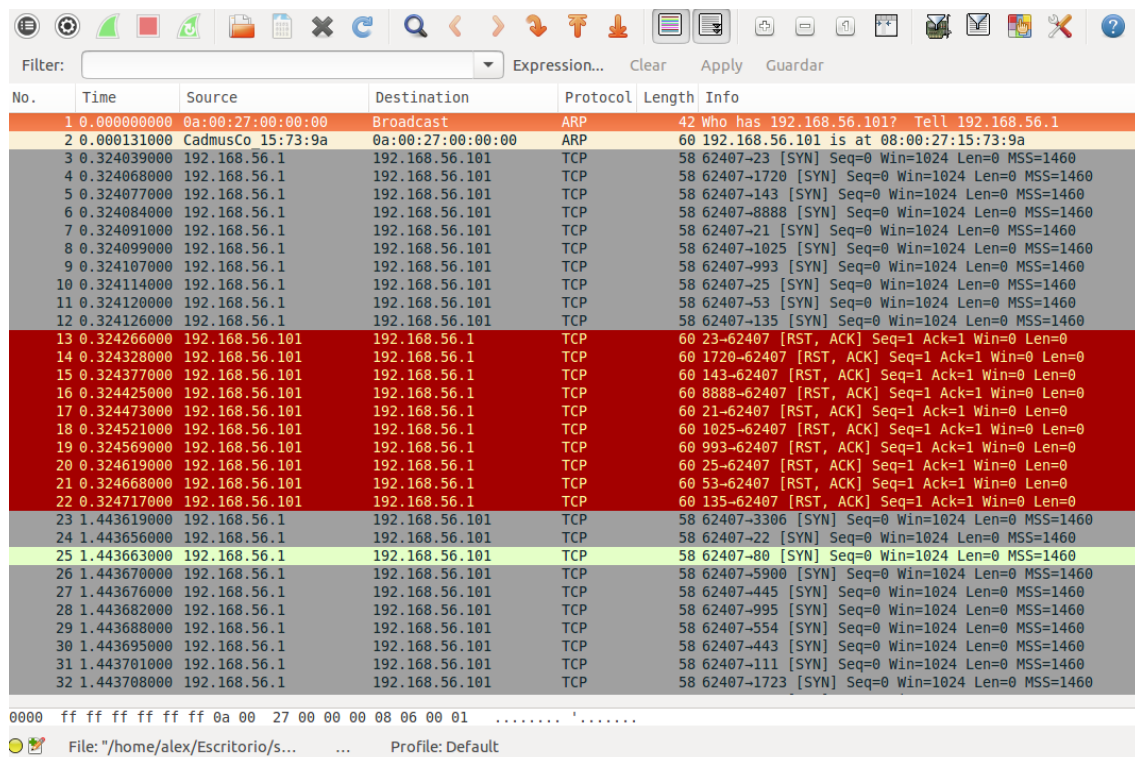 Filter: Expression... Clear Apply Guardar
No. Time Source Destination Protocol Length Info
1 0.000000000 0a:00:27:00:00:00 Broadcast ARP 42 Who has 192.168.56.101? Tell 192.168.56.1
2 0.000131000 CadmusCo_15:73:9a 0a:00:27:00:00:00 ARP 60 192.168.56.101 is at 08:00:27:15:73:9a
3 0.324039000 192.168.56.1 192.168.56.101 TCP 58 62407→23 [SYN] Seq=0 Win=1024 Len=0 MSS=1460
4 0.324068000 192.168.56.1 192.168.56.101 TCP 58 62407→1720 [SYN] Seq=0 Win=1024 Len=0 MSS=1460
5 0.324077000 192.168.56.1 192.168.56.101 TCP 58 62407→143 [SYN] Seq=0 Win=1024 Len=0 MSS=1460
6 0.324084000 192.168.56.1 192.168.56.101 TCP 58 62407→8888 [SYN] Seq=0 Win=1024 Len=0 MSS=1460
7 0.324091000 192.168.56.1 192.168.56.101 TCP 58 62407→21 [SYN] Seq=0 Win=1024 Len=0 MSS=1460
8 0.324099000 192.168.56.1 192.168.56.101 TCP 58 62407→1025 [SYN] Seq=0 Win=1024 Len=0 MSS=1460
9 0.324107000 192.168.56.1 192.168.56.101 TCP 58 62407→993 [SYN] Seq=0 Win=1024 Len=0 MSS=1460
10 0.324114000 192.168.56.1 192.168.56.101 TCP 58 62407→25 [SYN] Seq=0 Win=1024 Len=0 MSS=1460
11 0.324120000 192.168.56.1 192.168.56.101 TCP 58 62407→53 [SYN] Seq=0 Win=1024 Len=0 MSS=1460
12 0.324126000 192.168.56.1 192.168.56.101 TCP 58 62407→135 [SYN] Seq=0 Win=1024 Len=0 MSS=1460
13 0.324266000 192.168.56.101 192.168.56.1 TCP 60 23→62407 [RST, ACK] Seq=1 Ack=1 Win=0 Len=0
14 0.324328000 192.168.56.101 192.168.56.1 TCP 60 1720→62407 [RST, ACK] Seq=1 Ack=1 Win=0 Len=0
15 0.324377000 192.168.56.101 192.168.56.1 TCP 60 143→62407 [RST, ACK] Seq=1 Ack=1 Win=0 Len=0
16 0.324425000 192.168.56.101 192.168.56.1 TCP 60 8888→62407 [RST, ACK] Seq=1 Ack=1 Win=0 Len=0
17 0.324473000 192.168.56.101 192.168.56.1 TCP 60 21→62407 [RST, ACK] Seq=1 Ack=1 Win=0 Len=0
18 0.324521000 192.168.56.101 192.168.56.1 TCP 60 1025→62407 [RST, ACK] Seq=1 Ack=1 Win=0 Len=0
19 0.324569000 192.168.56.101 192.168.56.1 TCP 60 993→62407 [RST, ACK] Seq=1 Ack=1 Win=0 Len=0
20 0.324619000 192.168.56.101 192.168.56.1 TCP 60 25→62407 [RST, ACK] Seq=1 Ack=1 Win=0 Len=0
21 0.324668000 192.168.56.101 192.168.56.1 TCP 60 53→62407 [RST, ACK] Seq=1 Ack=1 Win=0 Len=0
22 0.324717000 192.168.56.101 192.168.56.1 TCP 60 135→62407 [RST, ACK] Seq=1 Ack=1 Win=0 Len=0
23 1.443619000 192.168.56.1 192.168.56.101 TCP 58 62407→3306 [SYN] Seq=0 Win=1024 Len=0 MSS=1460
24 1.443656000 192.168.56.1 192.168.56.101 TCP 58 62407→22 [SYN] Seq=0 Win=1024 Len=0 MSS=1460
25 1.443663000 192.168.56.1 192.168.56.101 TCP 58 62407→80 [SYN] Seq=0 Win=1024 Len=0 MSS=1460
26 1.443670000 192.168.56.1 192.168.56.101 TCP 58 62407→5900 [SYN] Seq=0 Win=1024 Len=0 MSS=1460
27 1.443676000 192.168.56.1 192.168.56.101 TCP 58 62407→445 [SYN] Seq=0 Win=1024 Len=0 MSS=1460
28 1.443682000 192.168.56.1 192.168.56.101 TCP 58 62407→995 [SYN] Seq=0 Win=1024 Len=0 MSS=1460
29 1.443688000 192.168.56.1 192.168.56.101 TCP 58 62407→554 [SYN] Seq=0 Win=1024 Len=0 MSS=1460
30 1.443695000 192.168.56.1 192.168.56.101 TCP 58 62407→443 [SYN] Seq=0 Win=1024 Len=0 MSS=1460
31 1.443701000 192.168.56.1 192.168.56.101 TCP 58 62407→111 [SYN] Seq=0 Win=1024 Len=0 MSS=1460
32 1.443708000 192.168.56.1 192.168.56.101 TCP 58 62407→1723 [SYN] Seq=0 Win=1024 Len=0 MSS=1460
0000 ff ff ff ff ff ff 0a 00 27 00 00 00 08 06 00 01 ........ '.......
File: "/home/alex/Escritorio/s... ... Profile: Default